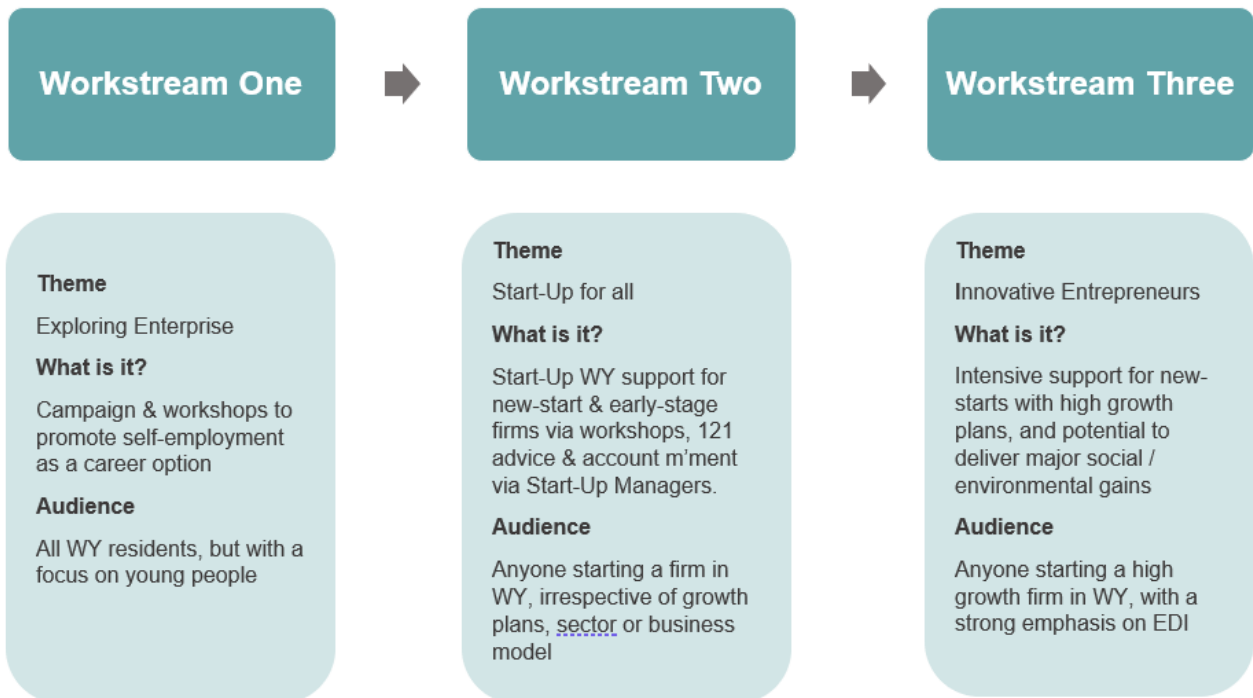 Workstream One
Workstream Two
Workstream Three
Theme
Exploring Enterprise
What is it?
Campaign & workshops to
promote self-employment
as a career option
Audience
All WY residents, but with a
focus on young people
Theme
Start-Up for all
What is it?
Start-Up WY support for
new-start & early-stage
firms via workshops, 121
advice & account m’ment
via Start-Up Managers.
Audience
Anyone starting a firm in
WY, irrespective of growth
plans, sector or business
model
Theme
Innovative Entrepreneurs
What is it?
Intensive support for new-
starts with high growth
plans, and potential to
deliver major social /
environmental gains
Audience
Anyone starting a high
growth firm in WY, with a
strong emphasis on EDI